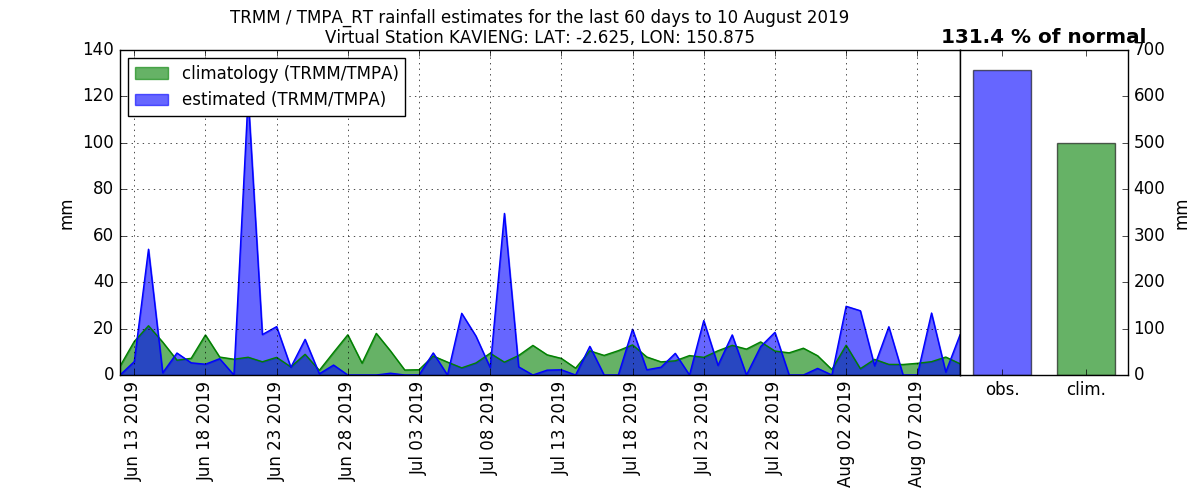 TRMM / TMPA_RT rainfall estimates for the last 60 days to 10 August 2019
Virtual Station KAVIENG: LAT: -2.625, LON: 150.875
131.4 % of normal
climatology (TRMM/TMPA)
estimated (TRMM/TMPA)
140
120
100
80
60
40
20
0
mm
Jun 13 2019
Jun 18 2019
Jun 23 2019
Jun 28 2019
Jul 03 2019
Jul 08 2019
Jul 13 2019
Jul 18 2019
Jul 23 2019
Jul 28 2019
Aug 02 2019
Aug 07 2019
obs.
clim.
700
600
500
400
300
200
100
0
mm